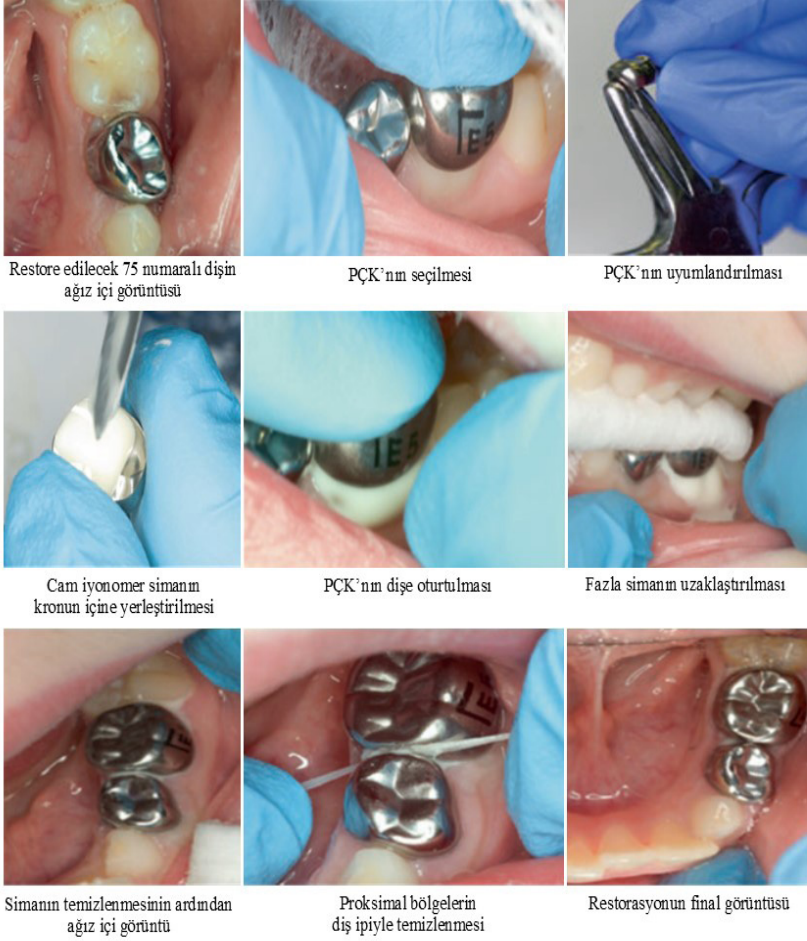 E5
Restore edilecek 75 numaralı dişin
ağız içi görüntüsü
PÇK’nın seçilmesi
PÇK’nın uyumlandırılması
E5
Cam iyonomer simanın
kronun içine yerleştirilmesi
PÇK’nın dişe oturtulması
Fazla simanın uzaklaştırılması
Simanın temizlenmesinin ardından
ağız içi görüntü
Proksimal bölgelerin
diş ipiyle temizlenmesi
Restorasyonun final görüntüsü